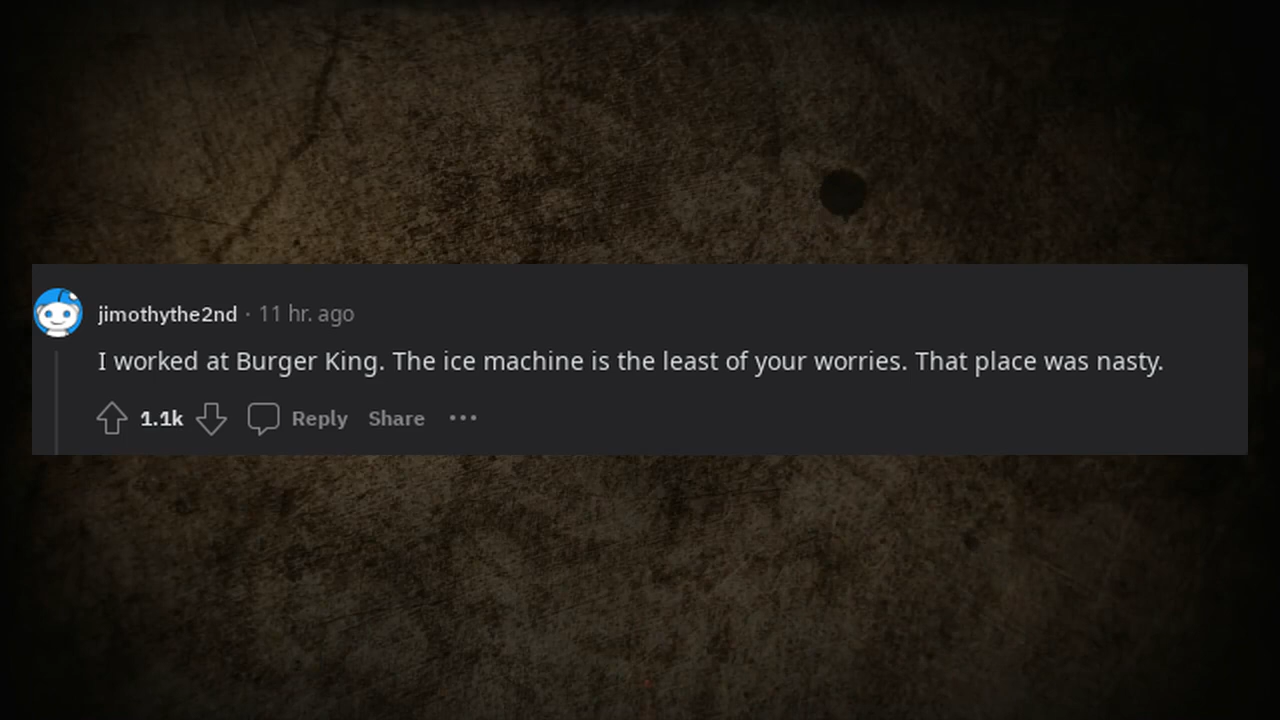 jimothythe2nd · 11 hr. ago
I worked at Burger King. The ice machine is the least of your worries. That place was nasty.
1.1k Reply Share ···